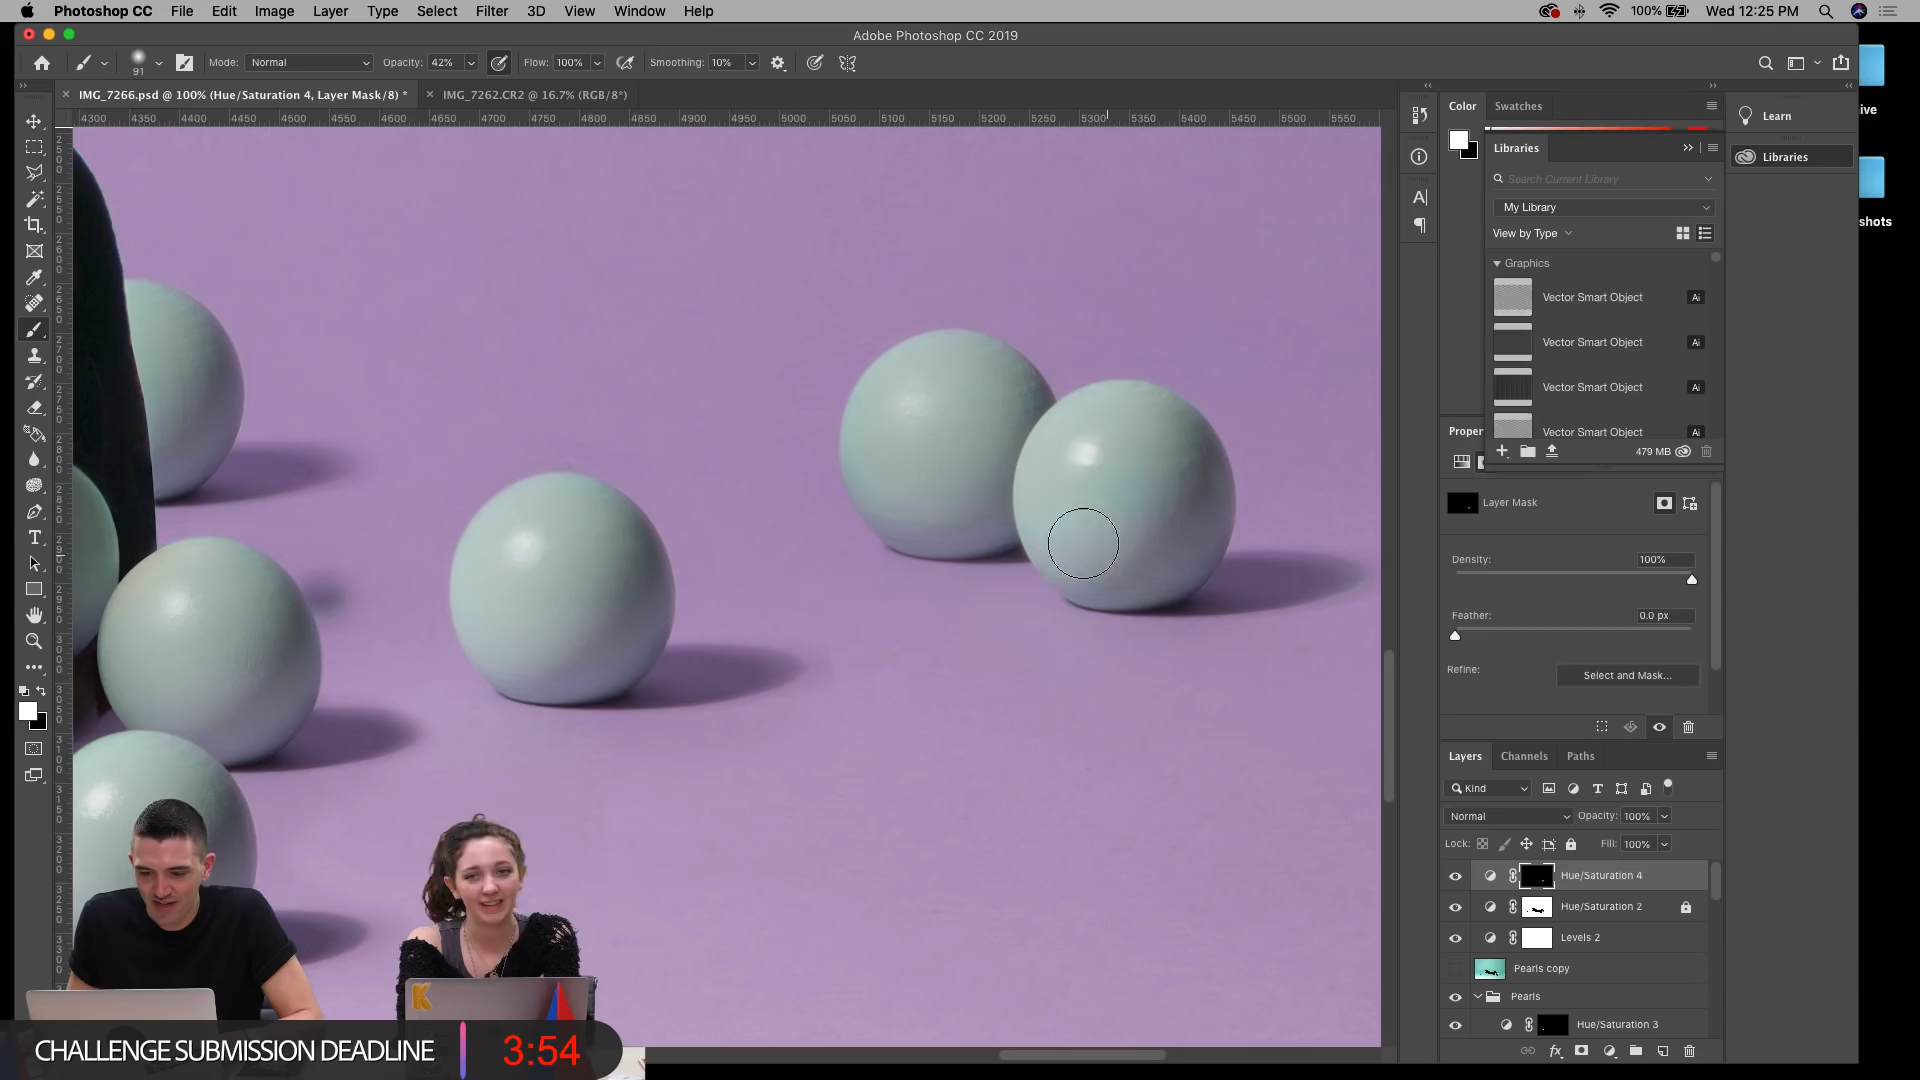 Photoshop CC File Edit Image Layer Type Select Filter 3D View Window Help 100% Wed 12:25 PM
Adobe Photoshop CC 2019
91 Mode: Normal Opacity: 42% Flow: 100% Smoothing: 10%
IMG_7266.psd @ 100% (Hue/Saturation 4, Layer Mask/8) * IMG_7262.CR2 @ 16.7% (RGB/8*)
4300 4350 4400 4450 4500 4550 4600 4650 4700 4750 4800 4850 4900 4950 5000 5050 5100 5150 5200 5250 5300 5350 5400 5450 5500 5550
Color Swatches
Learn
ive
Libraries
Libraries
Search Current Library
My Library
shots
View by Type
Graphics
Vector Smart Object Ai
Vector Smart Object Ai
Vector Smart Object Ai
Vector Smart Object Ai
Proper
479 MB
Layer Mask
Density: 100%
Feather: 0.0 px
Refine: Select and Mask...
Layers Channels Paths
Kind
Normal Opacity: 100%
Lock: Fill: 100%
Hue/Saturation 4
Hue/Saturation 2
Levels 2
Pearls copy
Pearls
Hue/Saturation 3
K
CHALLENGE SUBMISSION DEADLINE 3:54